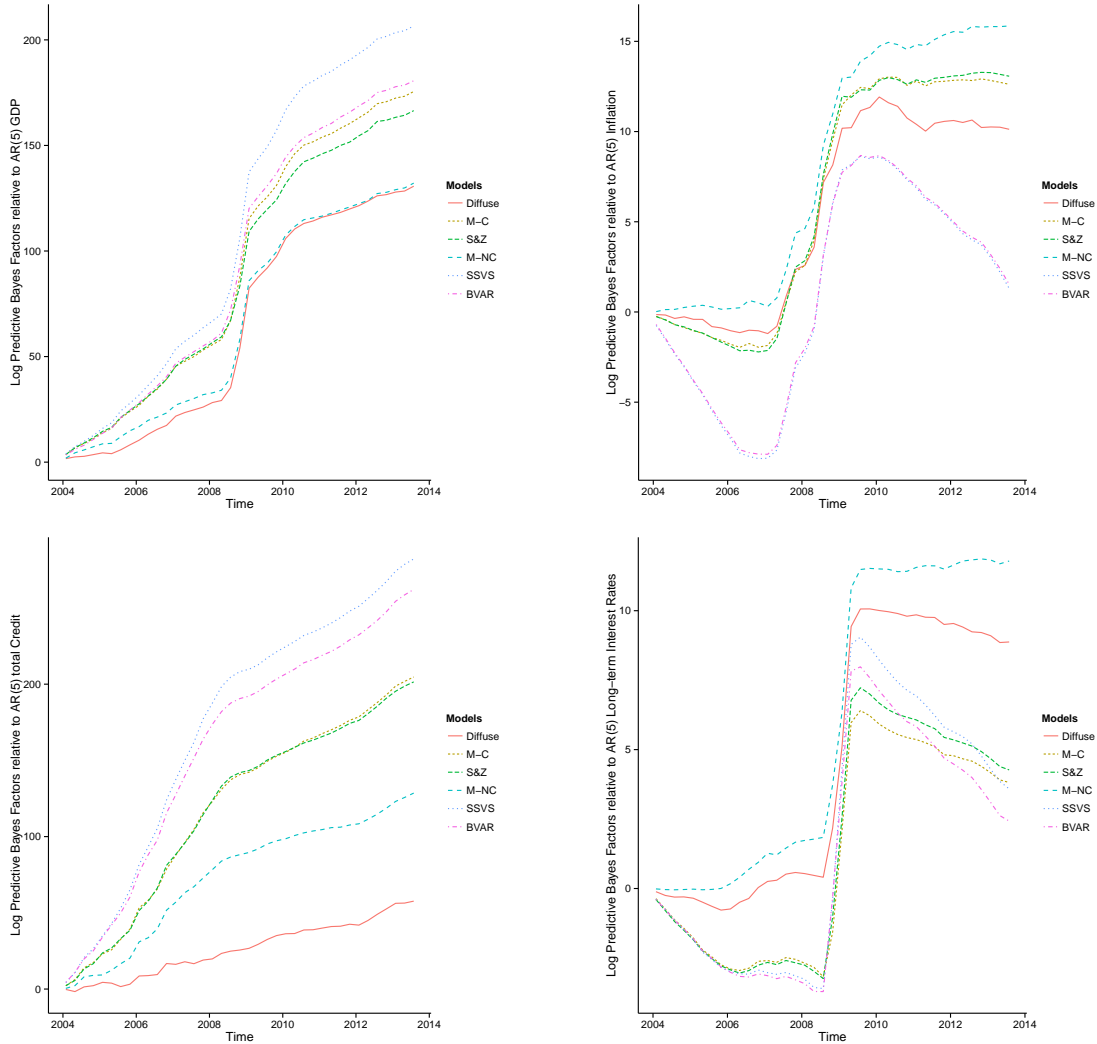 Log Predictive Bayes Factors relative to AR(5) GDP
200
150
100
50
0
2004 2006 2008 2010 2012 2014
Time
Models
Diffuse
M−C
S&Z
M−NC
SSVS
BVAR
Log Predictive Bayes Factors relative to AR(5) Inflation
15
10
5
0
−5
2004 2006 2008 2010 2012 2014
Time
Models
Diffuse
M−C
S&Z
M−NC
SSVS
BVAR
Log Predictive Bayes Factors relative to AR(5) total Credit
200
100
0
2004 2006 2008 2010 2012 2014
Time
Models
Diffuse
M−C
S&Z
M−NC
SSVS
BVAR
Log Predictive Bayes Factors relative to AR(5) Long−term Interest Rates
10
5
0
2004 2006 2008 2010 2012 2014
Time
Models
Diffuse
M−C
S&Z
M−NC
SSVS
BVAR